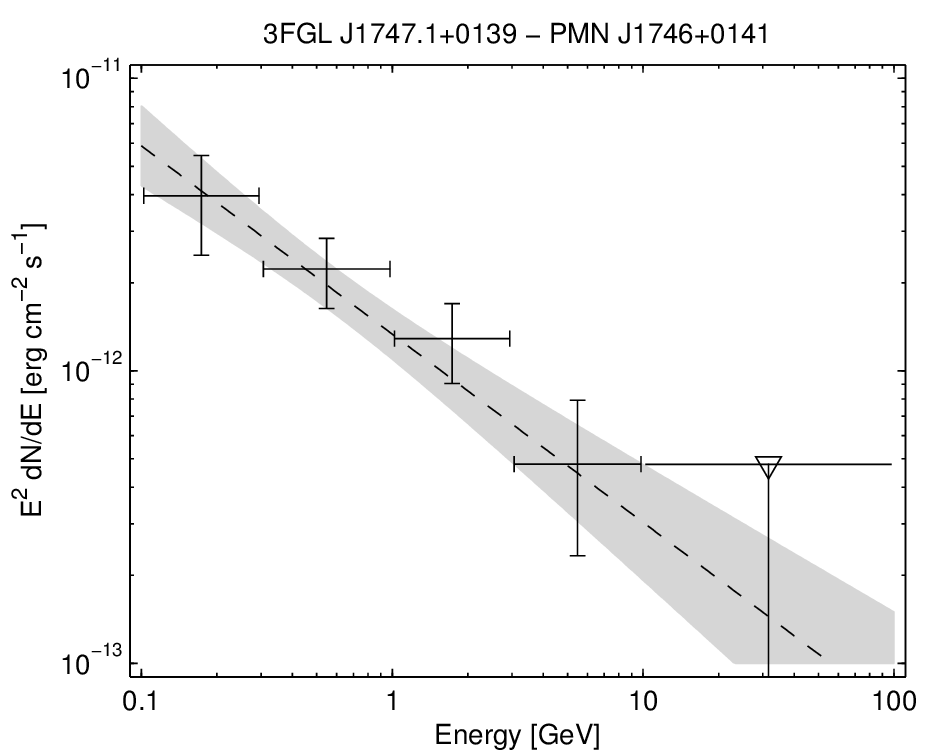 3FGL J1747.1+0139 − PMN J1746+0141
10⁻¹¹
10⁻¹²
10⁻¹³
E² dN/dE [erg cm⁻² s⁻¹]
0.1 1 10 100
Energy [GeV]